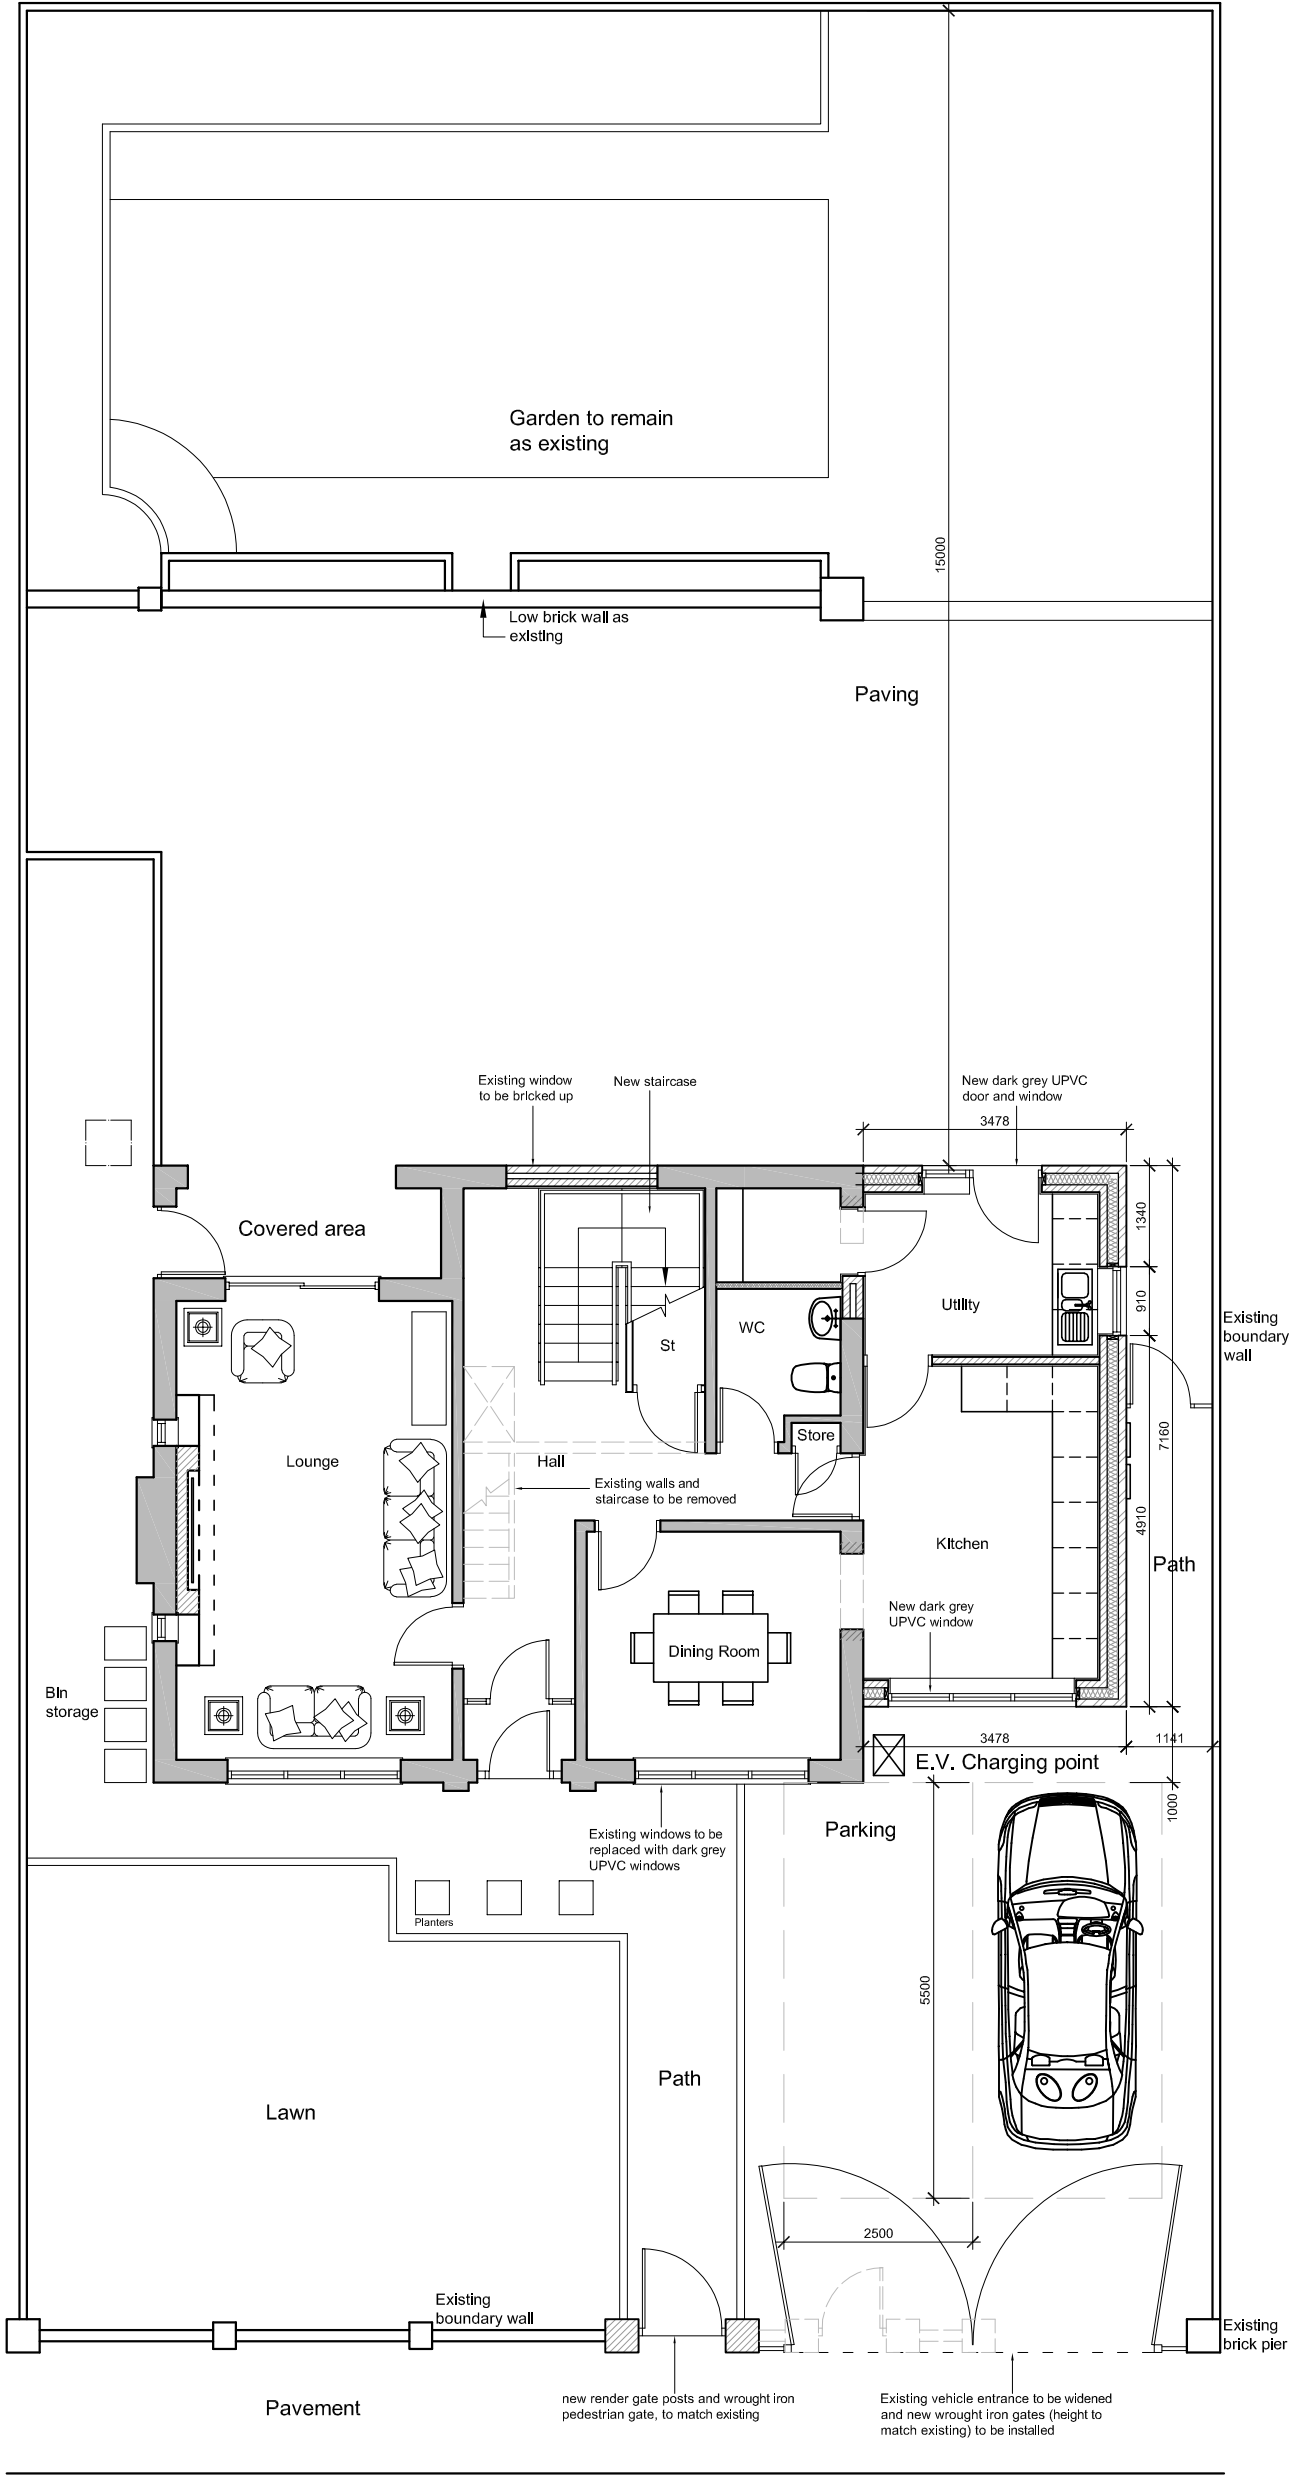 15000
Garden to remain
as existing
Low brick wall as
existing
Paving
Existing window
to be bricked up
New staircase
New dark grey UPVC
door and window
3478
1340
Covered area
910
Utility
WC
St
Existing
boundary
wall
Lounge
Hall
Store
7160
Existing walls and
staircase to be removed
4910
Kitchen
Path
New dark grey
UPVC window
Dining Room
Bin
storage
3478
1141
E.V. Charging point
1000
Parking
Existing windows to be
replaced with dark grey
UPVC windows
Planters
5500
Path
Lawn
2500
Existing
boundary wall
Existing
brick pier
Pavement
new render gate posts and wrought iron
pedestrian gate, to match existing
Existing vehicle entrance to be widened
and new wrought iron gates (height to
match existing) to be installed